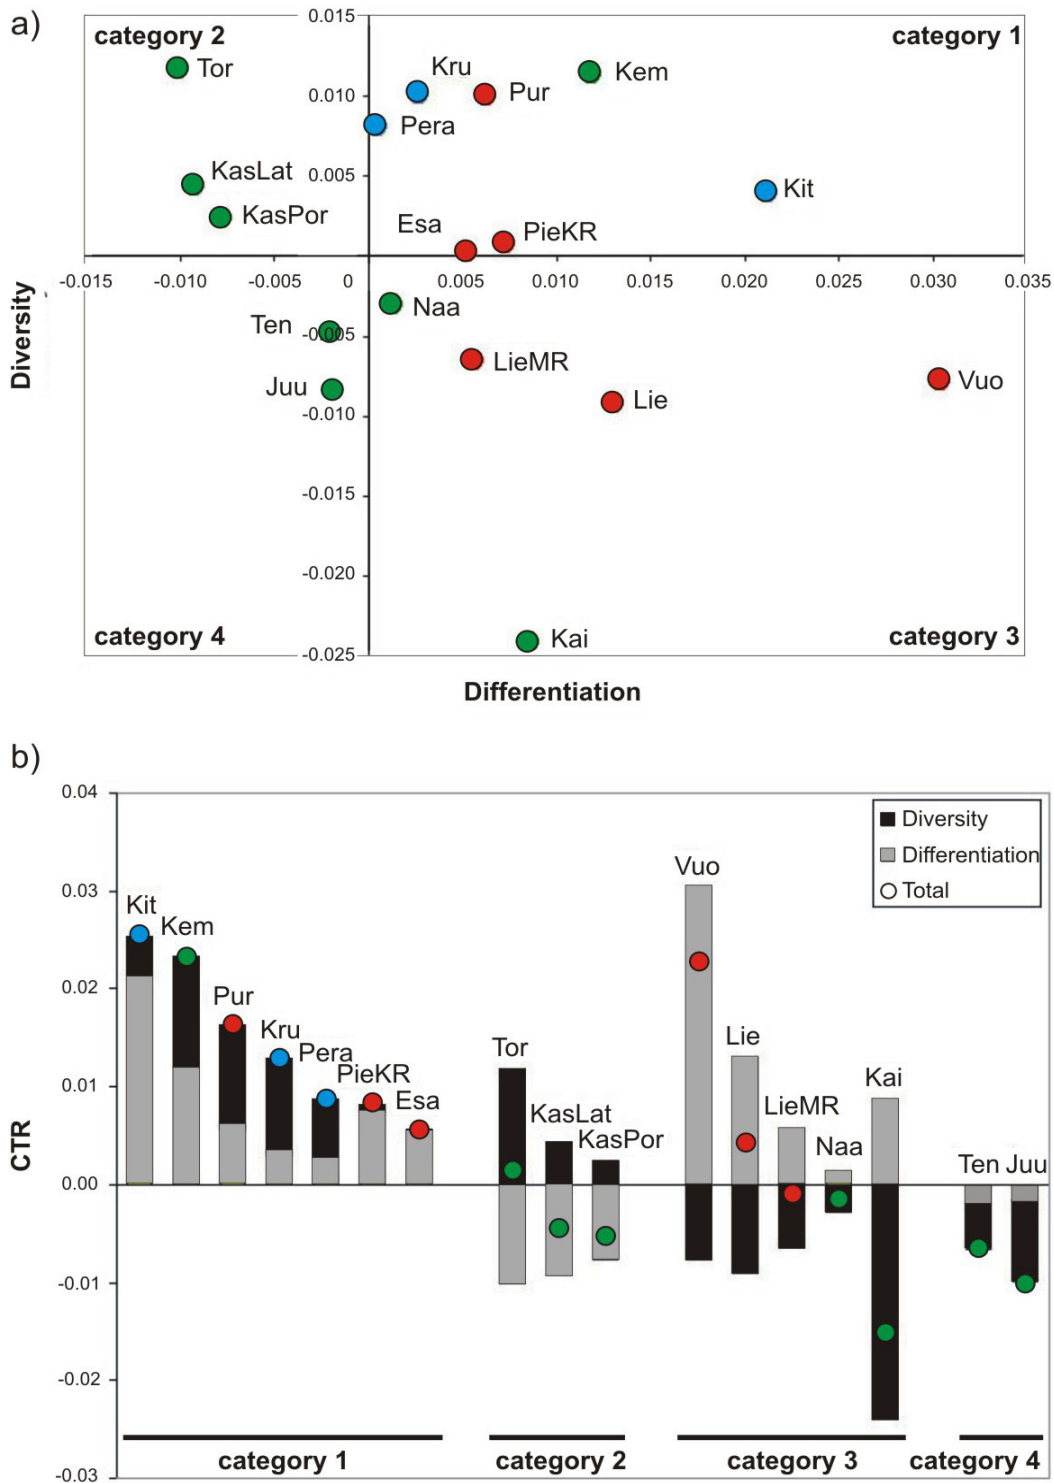 a)
0.015
category 2
category 1
Tor
Kru
Kem
0.010
Pur
Pera
KasLat
0.005
Kit
KasPor
Esa
PieKR
-0.015
-0.010
-0.005
0
0.005
0.010
0.015
0.020
0.025
0.030
0.035
Diversity
Naa
Ten
-0.005
LieMR
Juu
Vuo
Lie
-0.010
-0.015
-0.020
category 4
Kai
category 3
-0.025
Differentiation
b)
0.04
Diversity
Differentiation
Total
Vuo
0.03
Kit
Kem
0.02
Pur
Kru
Lie
Tor
Pera
PieKR
Kai
0.01
Esa
LieMR
KasLat
KasPor
Naa
CTR
Ten
Juu
0.00
-0.01
-0.02
category 1
category 2
category 3
category 4
-0.03